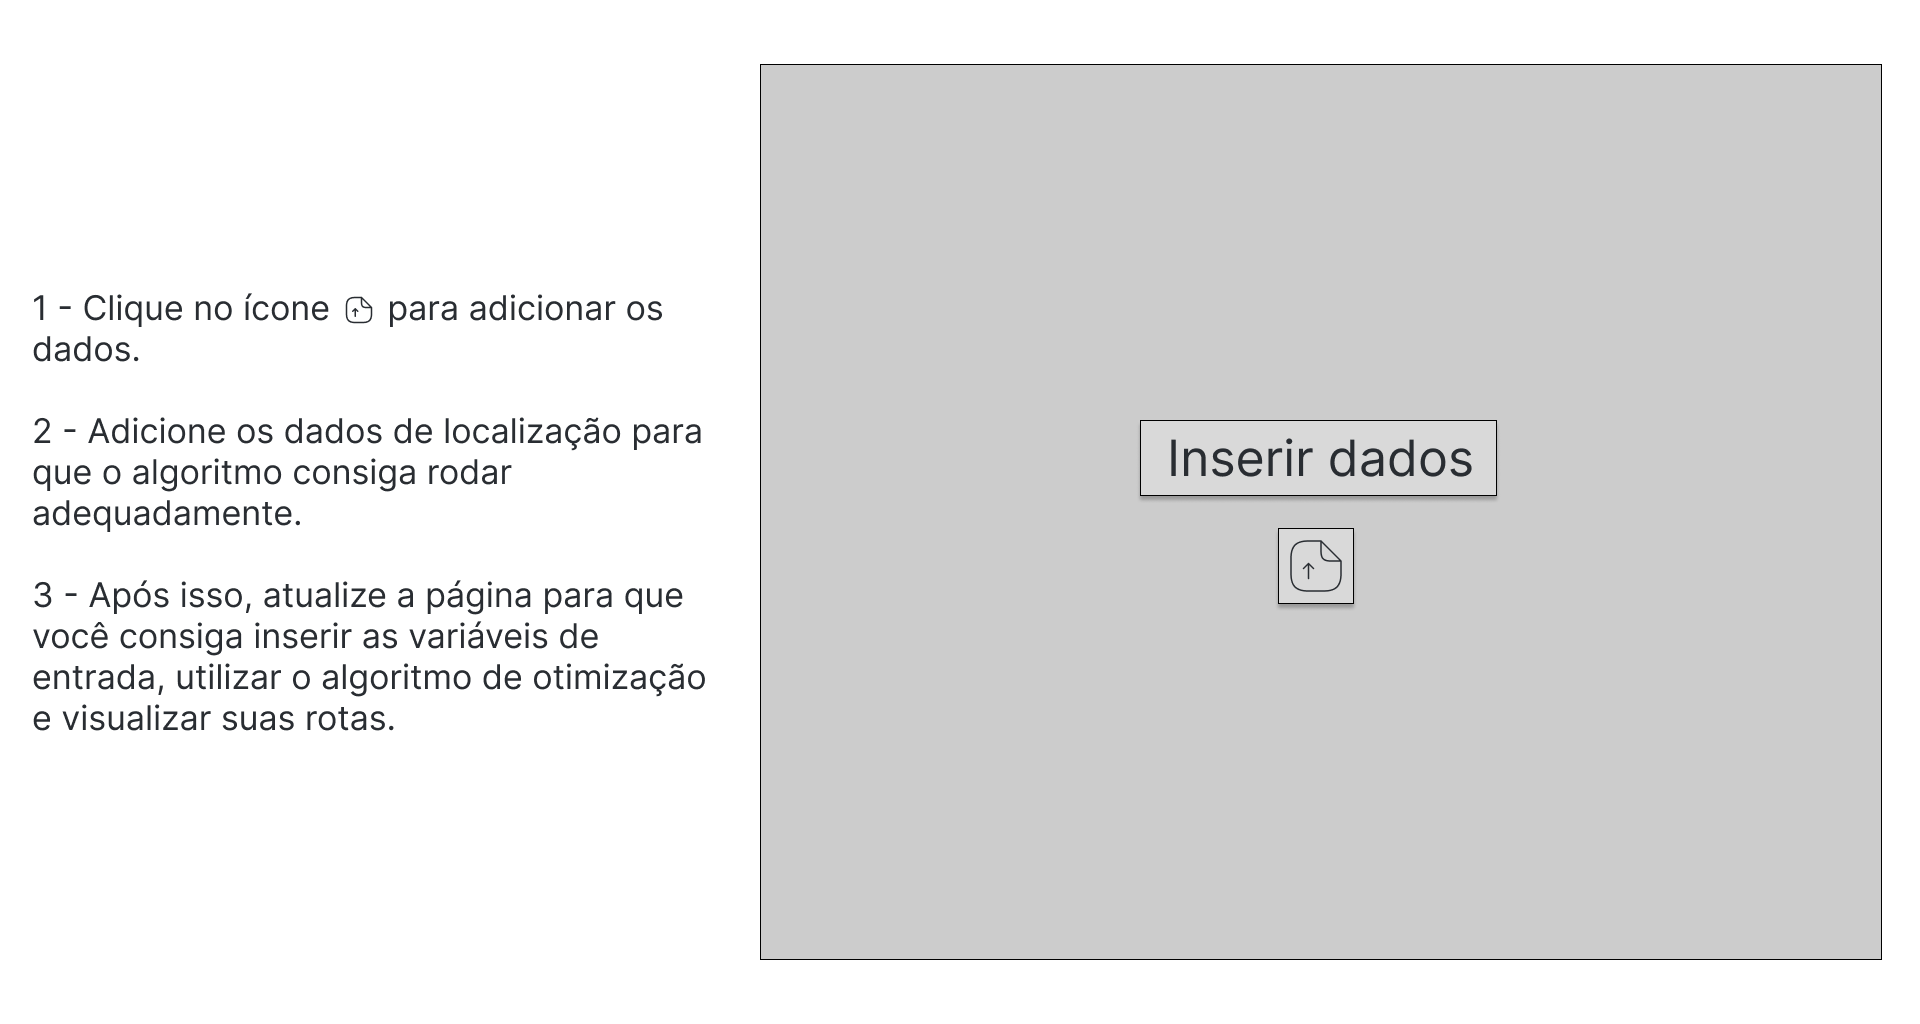 1 - Clique no ícone para adicionar os
dados.
2 - Adicione os dados de localização para
que o algoritmo consiga rodar
adequadamente.
3 - Após isso, atualize a página para que
você consiga inserir as variáveis de
entrada, utilizar o algoritmo de otimização
e visualizar suas rotas.
Inserir dados